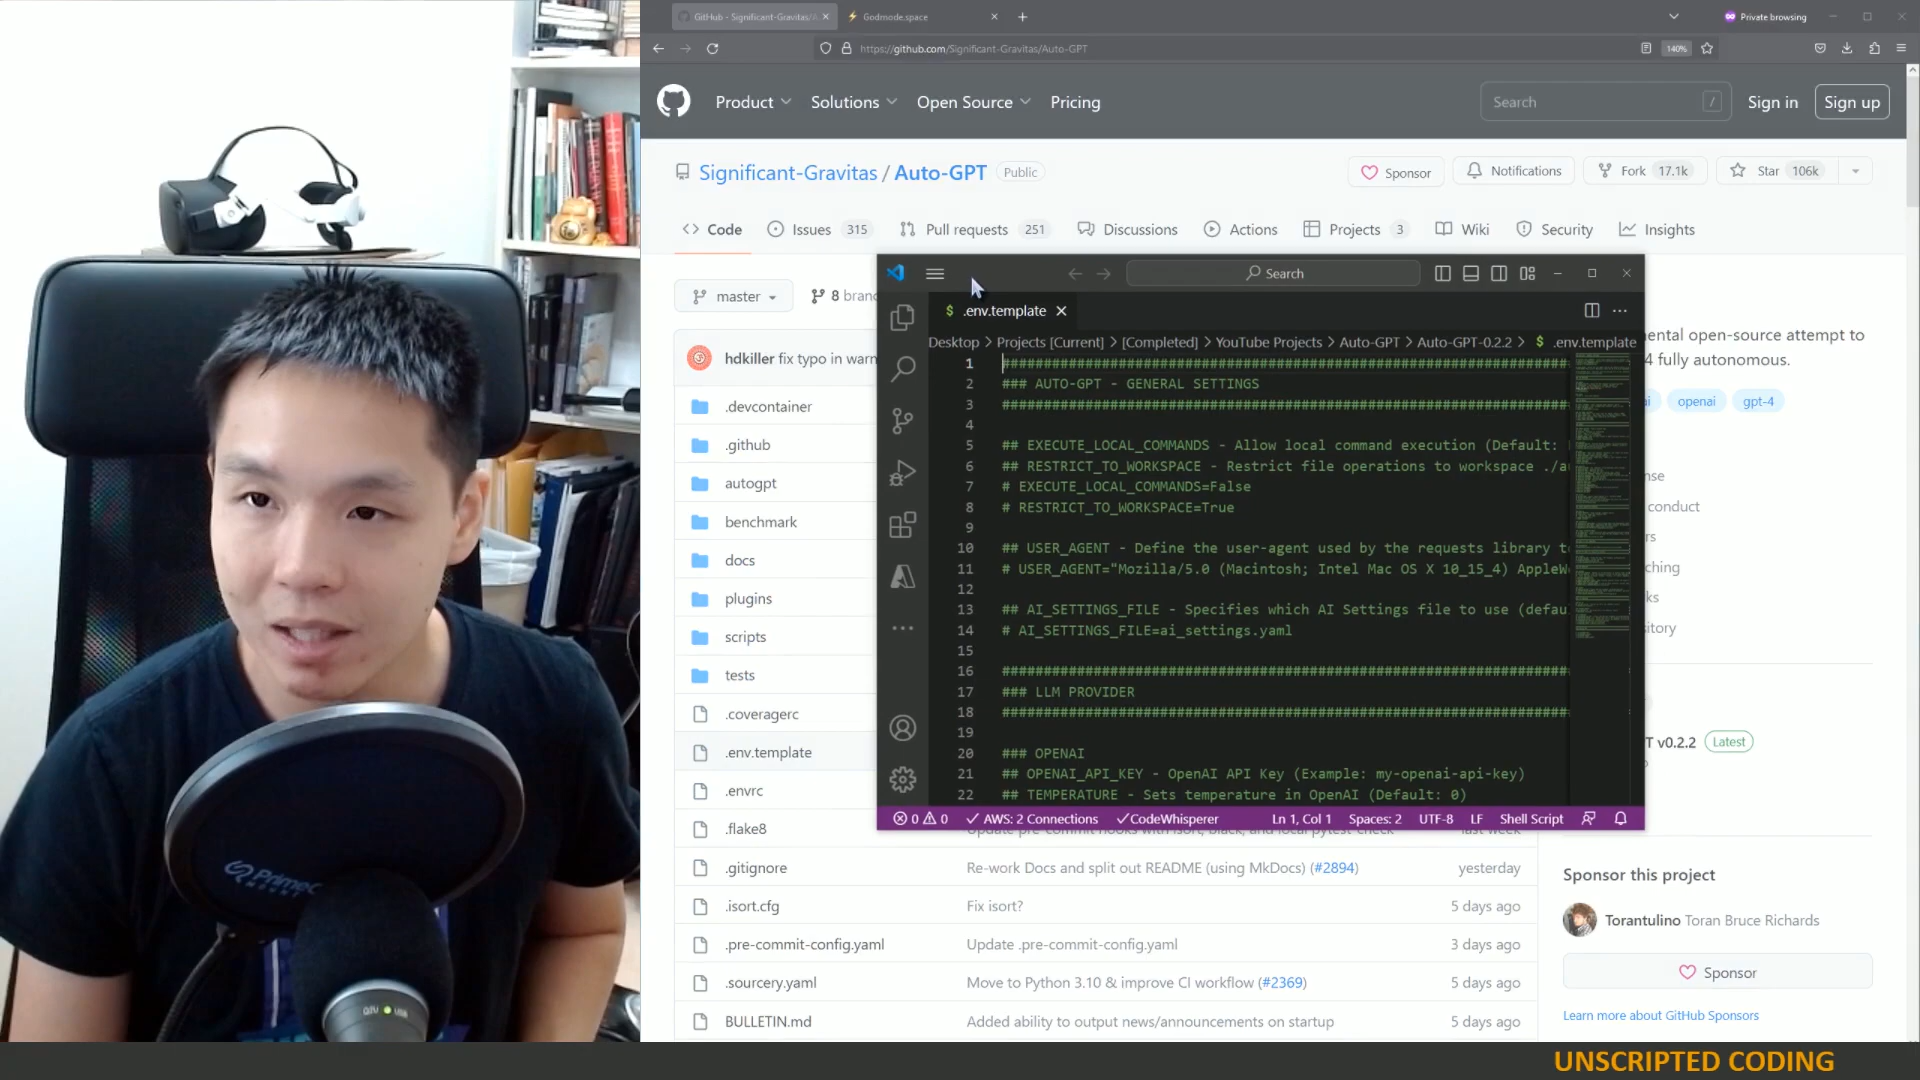 GitHub - Significant-Gravitas/A
Godmode.space
Private browsing
https://github.com/Significant-Gravitas/Auto-GPT
140%
Product
Solutions
Open Source
Pricing
Search
/
Sign in
Sign up
Significant-Gravitas / Auto-GPT
Public
Sponsor
Notifications
Fork 17.1k
Star 106k
Code
Issues 315
Pull requests 251
Discussions
Actions
Projects 3
Wiki
Security
Insights
master
8 branc
hdkiller fix typo in warn
.devcontainer
.github
autogpt
benchmark
docs
plugins
scripts
tests
.coveragerc
.env.template
.envrc
.flake8
last week
.gitignore
Re-work Docs and split out README (using MkDocs) (#2894)
yesterday
.isort.cfg
Fix isort?
5 days ago
.pre-commit-config.yaml
Update .pre-commit-config.yaml
3 days ago
.sourcery.yaml
Move to Python 3.10 & improve CI workflow (#2369)
5 days ago
BULLETIN.md
Added ability to output news/announcements on startup
5 days ago
Search
.env.template
Desktop > Projects [Current] > [Completed] > YouTube Projects > Auto-GPT > Auto-GPT-0.2.2 > $ .env.template
1 ####################################################################
2 ### AUTO-GPT - GENERAL SETTINGS
3 ####################################################################
4
5 ## EXECUTE_LOCAL_COMMANDS - Allow local command execution (Default:
6 ## RESTRICT_TO_WORKSPACE - Restrict file operations to workspace ./a
7 # EXECUTE_LOCAL_COMMANDS=False
8 # RESTRICT_TO_WORKSPACE=True
9
10 ## USER_AGENT - Define the user-agent used by the requests library t
11 # USER_AGENT="Mozilla/5.0 (Macintosh; Intel Mac OS X 10_15_4) AppleW
12
13 ## AI_SETTINGS_FILE - Specifies which AI Settings file to use (defau
14 # AI_SETTINGS_FILE=ai_settings.yaml
15
16 ####################################################################
17 ### LLM PROVIDER
18 ####################################################################
19
20 ### OPENAI
21 ## OPENAI_API_KEY - OpenAI API Key (Example: my-openai-api-key)
22 ## TEMPERATURE - Sets temperature in OpenAI (Default: 0)
0 0
AWS: 2 Connections
CodeWhisperer
Ln 1, Col 1
Spaces: 2
UTF-8
LF
Shell Script
ental open-source attempt to
4 fully autonomous.
ai
openai
gpt-4
nse
conduct
rs
ching
ks
sitory
T v0.2.2
Latest
Sponsor this project
Torantulino Toran Bruce Richards
Sponsor
Learn more about GitHub Sponsors
UNSCRIPTED CODING